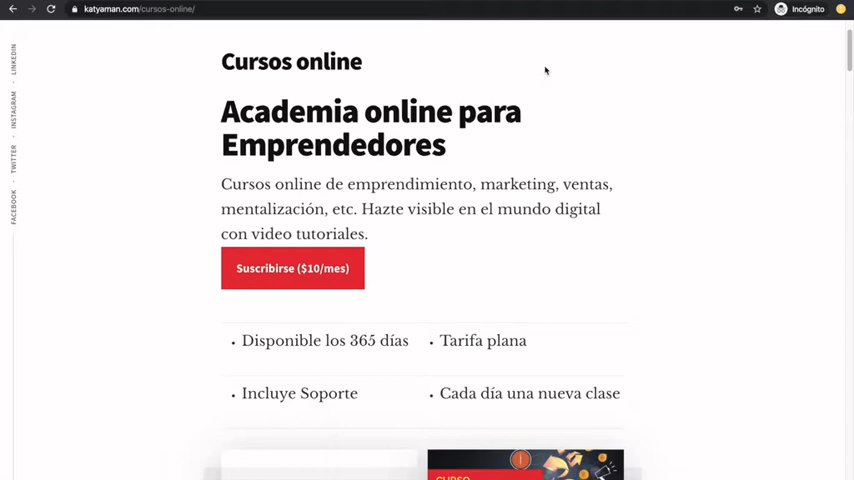 katyaman.com/cursos-online/
Incógnito
LINKEDIN
INSTAGRAM
TWITTER
FACEBOOK
Cursos online
Academia online para
Emprendedores
Cursos online de emprendimiento, marketing, ventas,
mentalización, etc. Hazte visible en el mundo digital
con video tutoriales.
Suscribirse ($10/mes)
• Disponible los 365 días
• Tarifa plana
• Incluye Soporte
• Cada día una nueva clase
CURSO